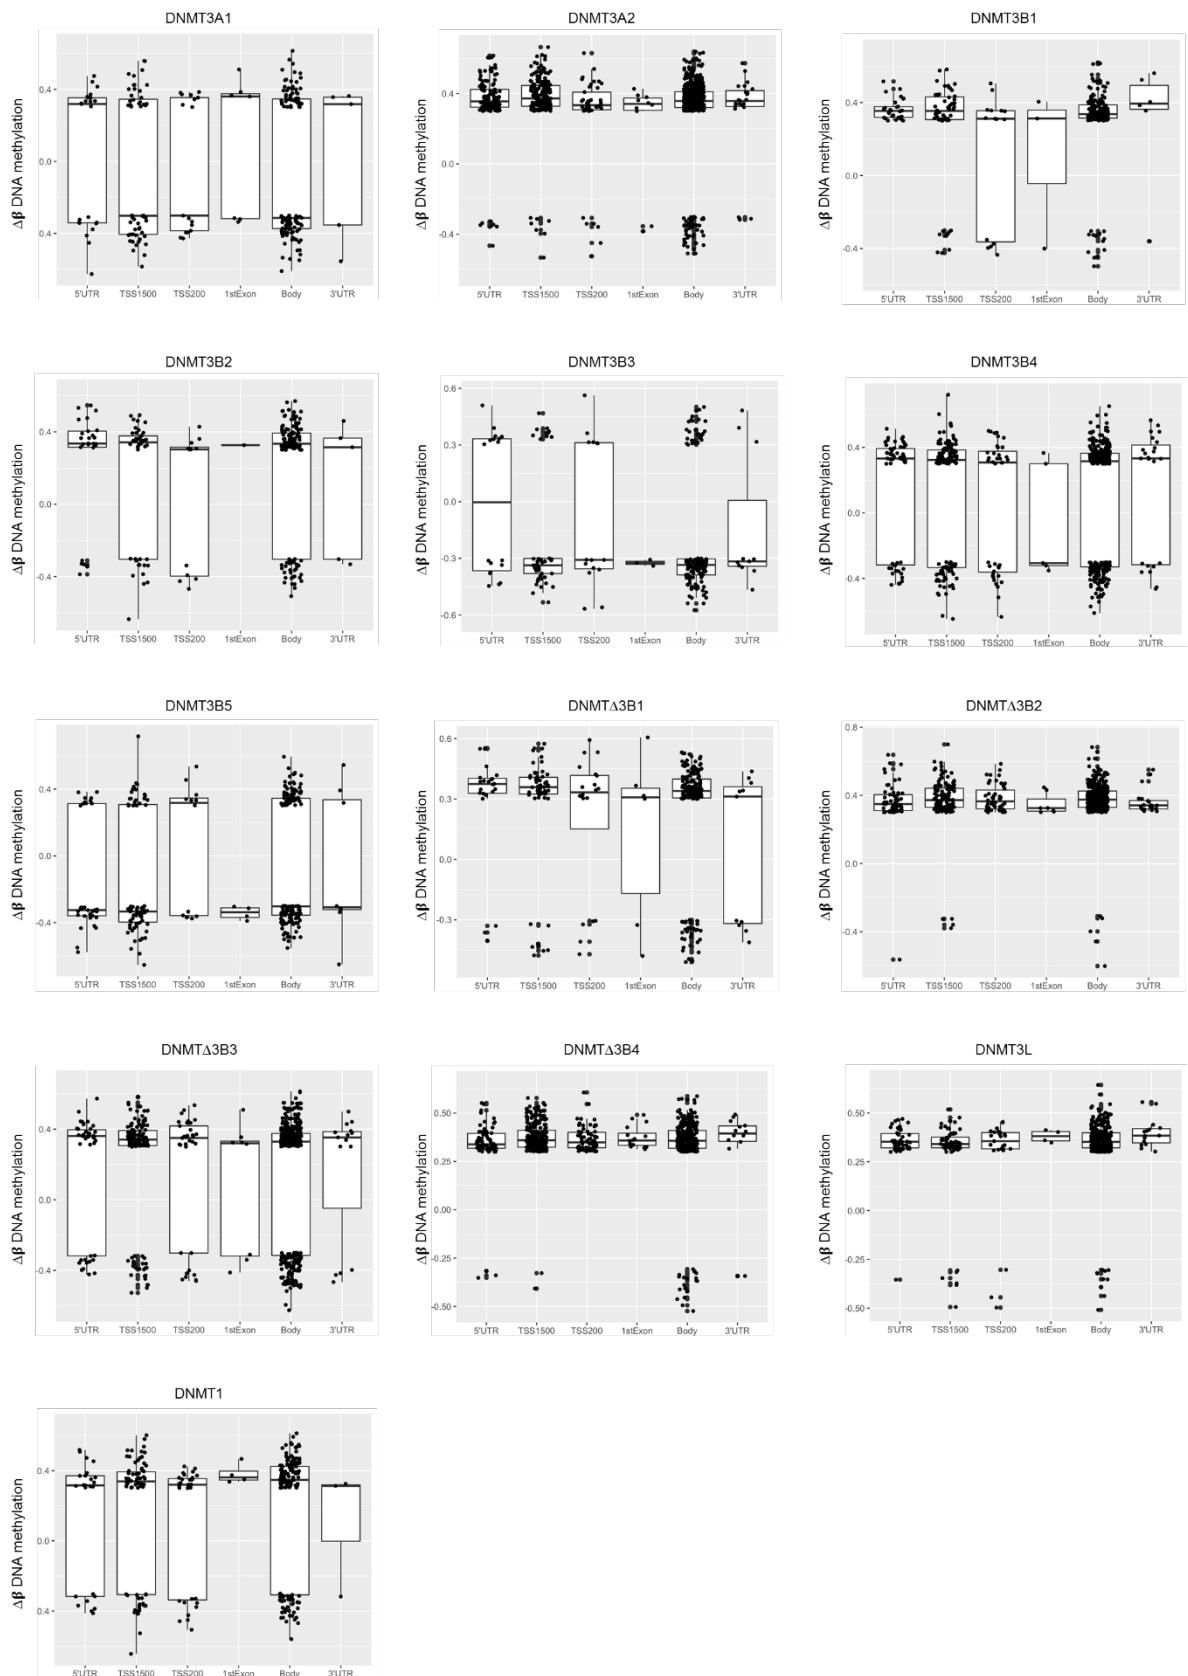 DNMT3A1
Δβ DNA methylation
0.4
0.0
0.4
5'UTR TSS1500 TSS200 1stExon Body 3'UTR
DNMT3A2
Δβ DNA methylation
0.4
0.0
-0.4
5'UTR TSS1500 TSS200 1stExon Body 3'UTR
DNMT3B1
Δβ DNA methylation
0.4
0.0
-0.4
5'UTR TSS1500 TSS200 1stExon Body 3'UTR
DNMT3B2
Δβ DNA methylation
0.4
0.0
-0.4
5'UTR TSS1500 TSS200 1stExon Body 3'UTR
DNMT3B3
Δβ DNA methylation
0.6
0.3
0.0
-0.3
-0.6
5'UTR TSS1500 TSS200 1stExon Body 3'UTR
DNMT3B4
Δβ DNA methylation
0.4
0.0
0.4
5'UTR TSS1500 TSS200 1stExon Body 3'UTR
DNMT3B5
Δβ DNA methylation
0.4
0.0
-0.4
5'UTR TSS1500 TSS200 1stExon Body 3'UTR
DNMTΔ3B1
Δβ DNA methylation
0.6
0.3
0.0
-0.3
5'UTR TSS1500 TSS200 1stExon Body 3'UTR
DNMTΔ3B2
Δβ DNA methylation
0.8
0.4
0.0
-0.4
5'UTR TSS1500 TSS200 1stExon Body 3'UTR
DNMTΔ3B3
Δβ DNA methylation
0.4
0.0
-0.4
5'UTR TSS1500 TSS200 1stExon Body 3'UTR
DNMTΔ3B4
Δβ DNA methylation
0.50
0.25
0.00
-0.25
-0.50
5'UTR TSS1500 TSS200 1stExon Body 3'UTR
DNMT3L
Δβ DNA methylation
0.50
0.25
0.00
-0.25
-0.50
5'UTR TSS1500 TSS200 1stExon Body 3'UTR
DNMT1
Δβ DNA methylation
0.4
0.0
0.4
5'UTR TSS1500 TSS200 1stExon Body 3'UTR